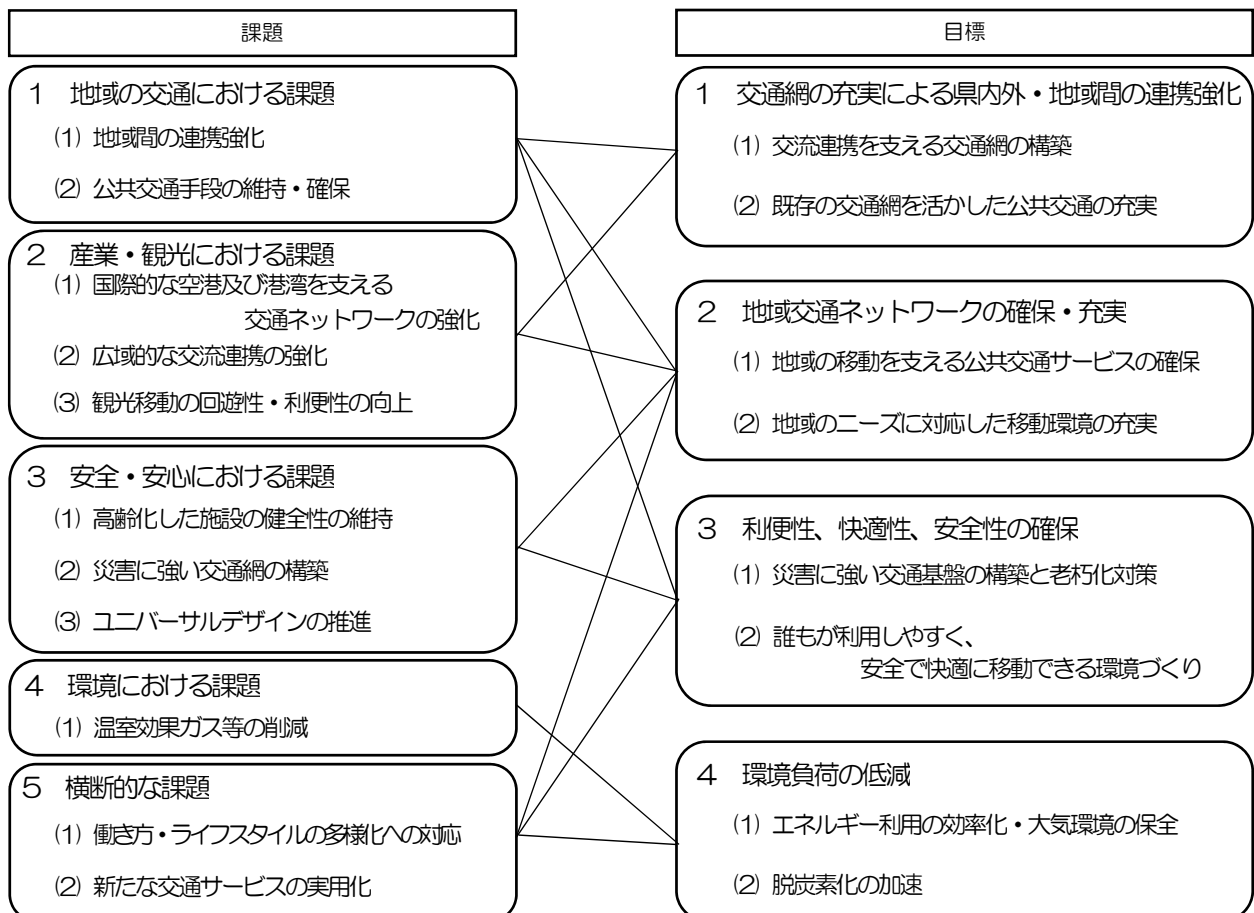 課題
1 地域の交通における課題
(1) 地域間の連携強化
(2) 公共交通手段の維持・確保
2 産業・観光における課題
(1) 国際的な空港及び港湾を支える
交通ネットワークの強化
(2) 広域的な交流連携の強化
(3) 観光移動の回遊性・利便性の向上
3 安全・安心における課題
(1) 高齢化した施設の健全性の維持
(2) 災害に強い交通網の構築
(3) ユニバーサルデザインの推進
4 環境における課題
(1) 温室効果ガス等の削減
5 横断的な課題
(1) 働き方・ライフスタイルの多様化への対応
(2) 新たな交通サービスの実用化
目標
1 交通網の充実による県内外・地域間の連携強化
(1) 交流連携を支える交通網の構築
(2) 既存の交通網を活かした公共交通の充実
2 地域交通ネットワークの確保・充実
(1) 地域の移動を支える公共交通サービスの確保
(2) 地域のニーズに対応した移動環境の充実
3 利便性、快適性、安全性の確保
(1) 災害に強い交通基盤の構築と老朽化対策
(2) 誰もが利用しやすく、
安全で快適に移動できる環境づくり
4 環境負荷の低減
(1) エネルギー利用の効率化・大気環境の保全
(2) 脱炭素化の加速